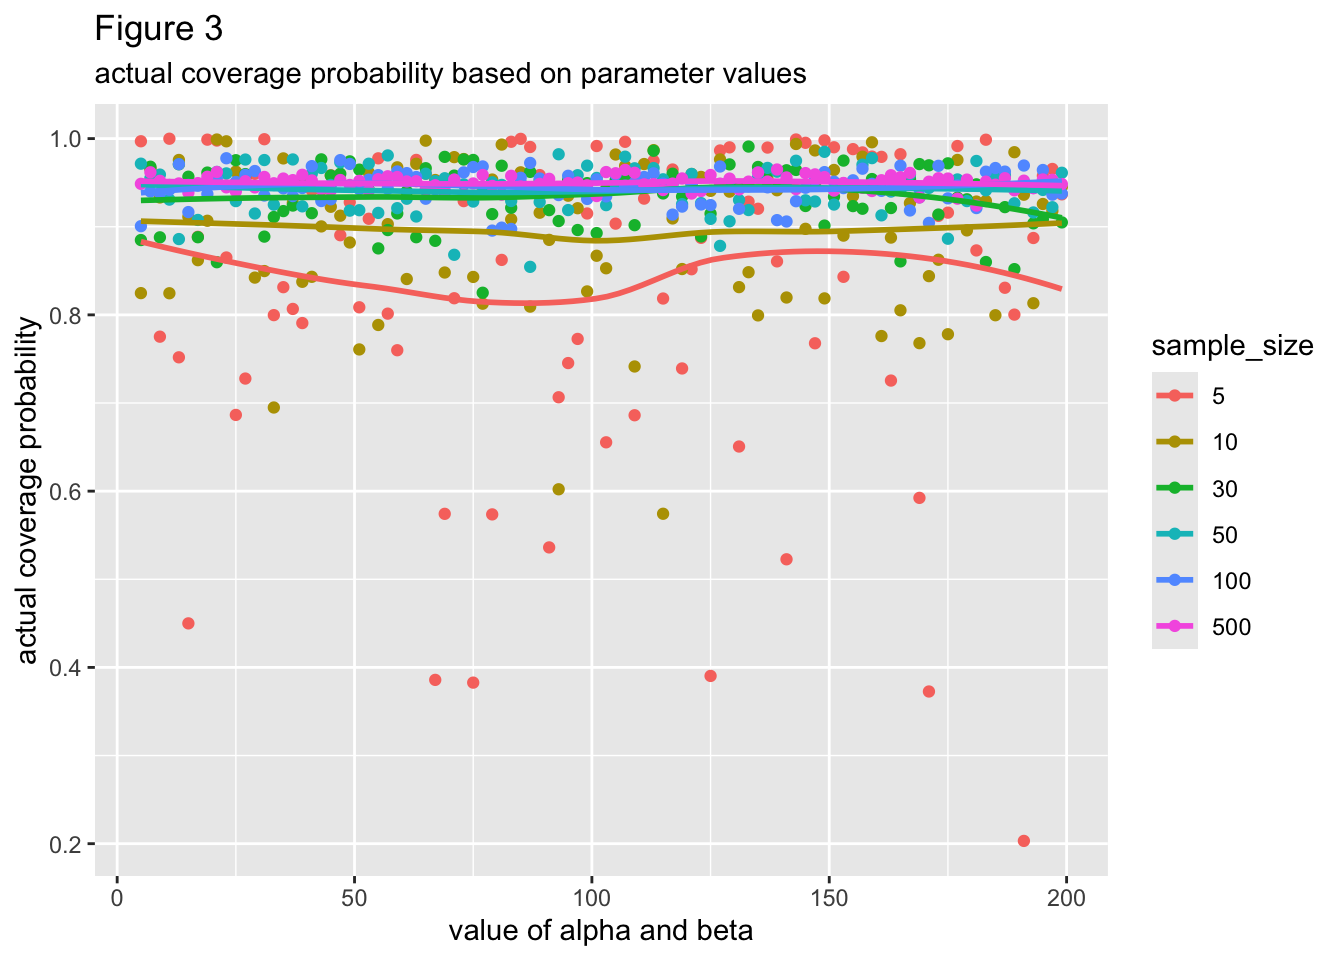 Figure 3
actual coverage probability based on parameter values
1.0
0.8
0.6
0.4
0.2
actual coverage probability
0 50 100 150 200
value of alpha and beta
sample_size
5
10
30
50
100
500